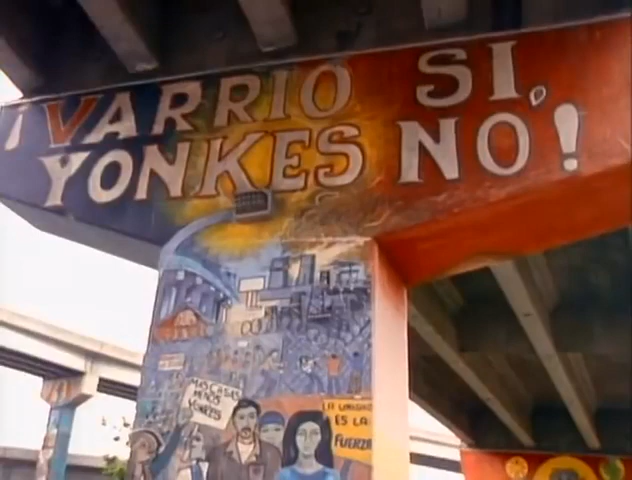 ¡VARRIO SI.
YONKES NO!
MAS CASAS
MENOS
YONKES
LA UNIDAD
ES LA
FUERZA